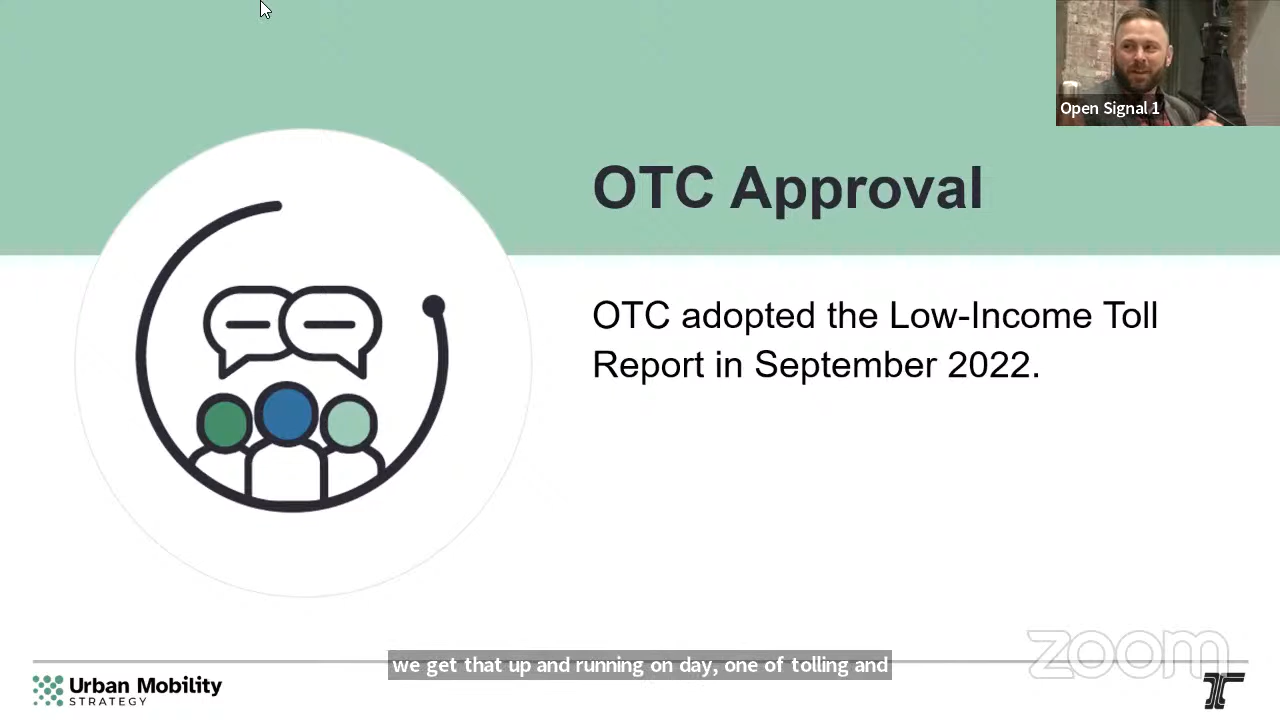 Open Signal 1
OTC Approval
OTC adopted the Low-Income Toll
Report in September 2022.
zoom
we get that up and running on day, one of tolling and
Urban Mobility
STRATEGY